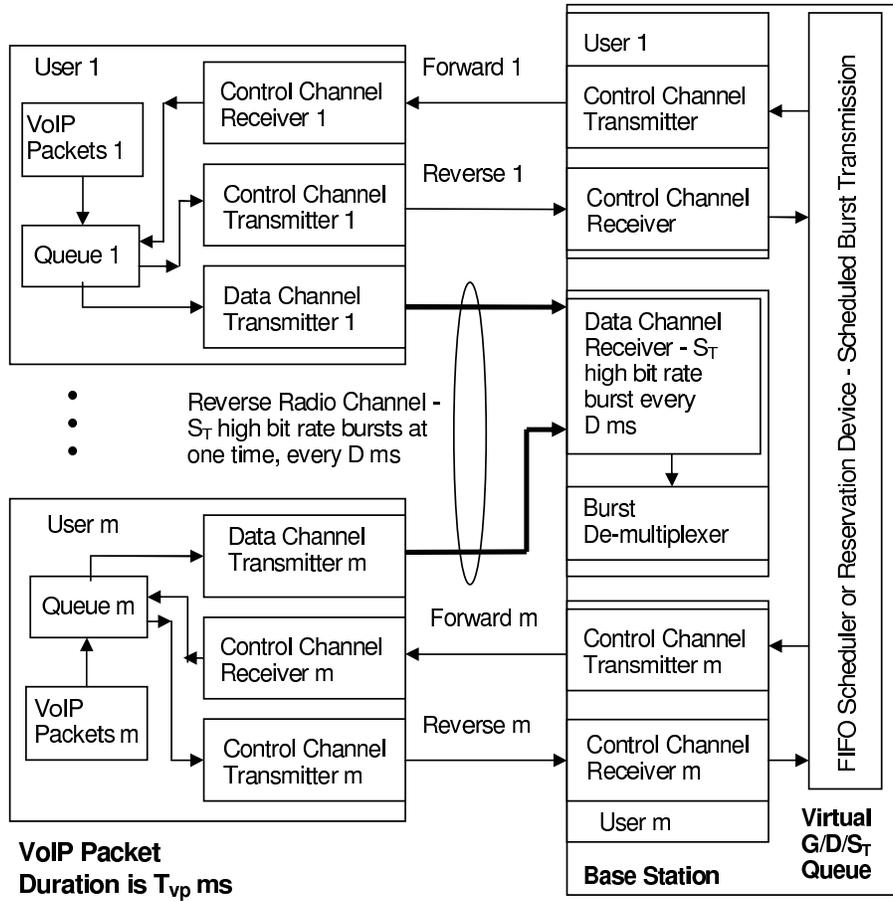 User 1
VoIP
Packets 1
Queue 1
Control Channel
Receiver 1
Control Channel
Transmitter 1
Data Channel
Transmitter 1
Forward 1
Reverse 1
User 1
Control Channel
Transmitter
Control Channel
Receiver
Data Channel
Receiver - S_T
high bit rate
burst every
D ms
Burst
De-multiplexer
Reverse Radio Channel -
S_T high bit rate bursts at
one time, every D ms
User m
Queue m
VoIP
Packets m
Data Channel
Transmitter m
Control Channel
Receiver m
Control Channel
Transmitter m
Forward m
Reverse m
Control Channel
Transmitter m
Control Channel
Receiver m
User m
FIFO Scheduler or Reservation Device - Scheduled Burst Transmission
VoIP Packet
Duration is T_vp ms
Base Station
Virtual
G/D/S_T
Queue